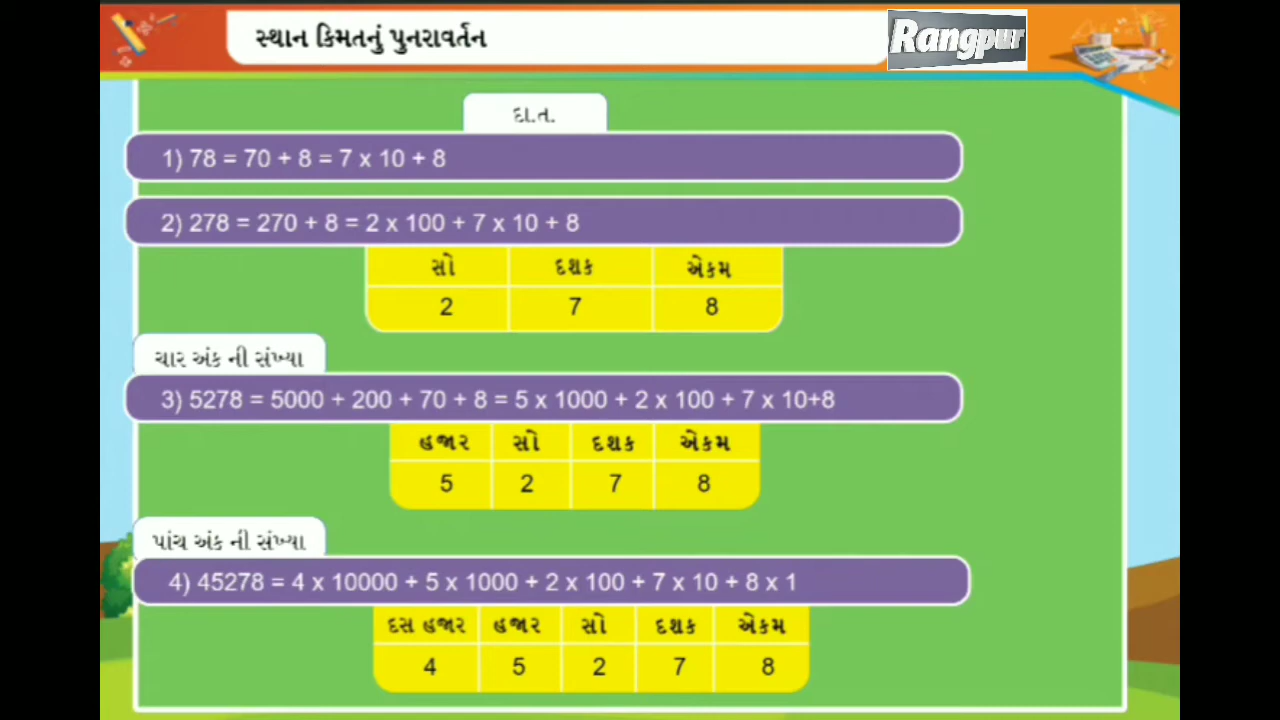 સ્થાન કિમતનું પુનરાવર્તન
Rangpur
દા.ત.
1) 78 = 70 + 8 = 7 x 10 + 8
2) 278 = 270 + 8 = 2 x 100 + 7 x 10 + 8
સો દશક એકમ
2 7 8
ચાર અંક ની સંખ્યા
3) 5278 = 5000 + 200 + 70 + 8 = 5 x 1000 + 2 x 100 + 7 x 10+8
હજાર સો દશક એકમ
5 2 7 8
પાંચ અંક ની સંખ્યા
4) 45278 = 4 x 10000 + 5 x 1000 + 2 x 100 + 7 x 10 + 8 x 1
દસ હજાર હજાર સો દશક એકમ
4 5 2 7 8